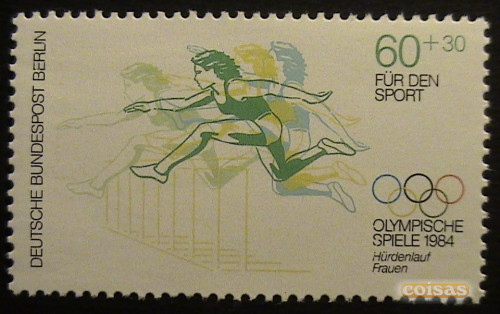 DEUTSCHE BUNDESPOST BERLIN
60+30
FÜR DEN
SPORT
OLYMPISCHE
SPIELE 1984
Hürdenlauf
Frauen
coisas